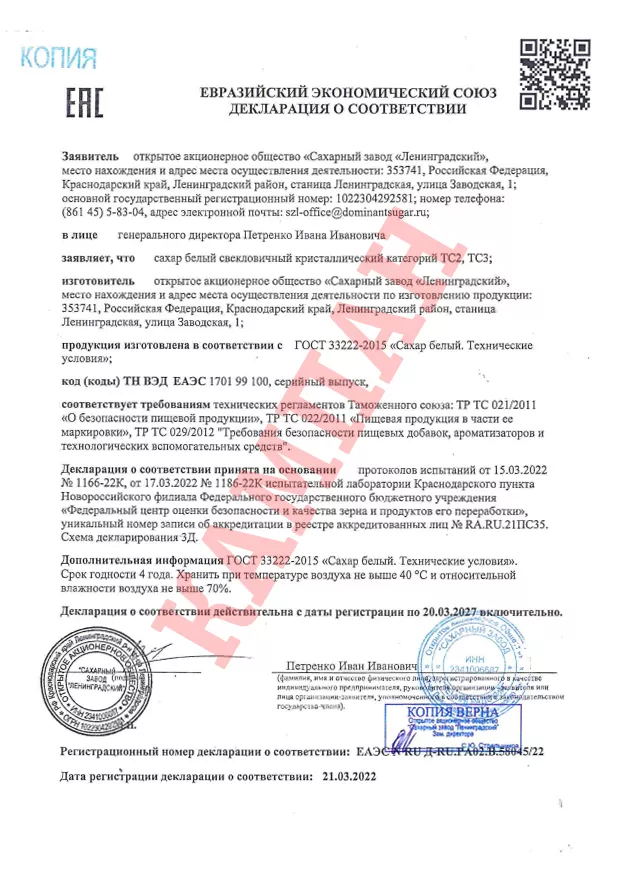 КОПИЯ
ЕАС
ЕВРАЗИЙСКИЙ ЭКОНОМИЧЕСКИЙ СОЮЗ
ДЕКЛАРАЦИЯ О СООТВЕТСТВИИ
Заявитель открытое акционерное общество «Сахарный завод «Ленинградский»,
место нахождения и адрес места осуществления деятельности: 353741, Российская Федерация,
Краснодарский край, Ленинградский район, станица Ленинградская, улица Заводская, 1;
основной государственный регистрационный номер: 1022304292581; номер телефона:
(861 45) 5-83-04, адрес электронной почты: szl-office@dominantsugar.ru;
в лице генерального директора Петренко Ивана Ивановича
заявляет, что сахар белый свекловичный кристаллический категорий ТС2, ТС3;
изготовитель открытое акционерное общество «Сахарный завод «Ленинградский»,
место нахождения и адрес места осуществления деятельности по изготовлению продукции:
353741, Российская Федерация, Краснодарский край, Ленинградский район, станица
Ленинградская, улица Заводская, 1;
продукция изготовлена в соответствии с ГОСТ 33222-2015 «Сахар белый. Технические
условия»;
код (коды) ТН ВЭД ЕАЭС 1701 99 100, серийный выпуск,
соответствует требованиям технических регламентов Таможенного союза: ТР ТС 021/2011
«О безопасности пищевой продукции», ТР ТС 022/2011 «Пищевая продукция в части ее
маркировки», ТР ТС 029/2012 "Требования безопасности пищевых добавок, ароматизаторов и
технологических вспомогательных средств".
Декларация о соответствии принята на основании протоколов испытаний от 15.03.2022
№ 1166-22К, от 17.03.2022 № 1186-22К испытательной лаборатории Краснодарского пункта
Новороссийского филиала Федерального государственного бюджетного учреждения
«Федеральный центр оценки безопасности и качества зерна и продуктов его переработки»,
уникальный номер записи об аккредитации в реестре аккредитованных лиц № RA.RU.21ПС35.
Схема декларирования 3Д.
Дополнительная информация ГОСТ 33222-2015 «Сахар белый. Технические условия».
Срок годности 4 года. Хранить при температуре воздуха не выше 40 °С и относительной
влажности воздуха не выше 70%.
Декларация о соответствии действительна с даты регистрации по 20.03.2027 включительно.
КАМПАН
"САХАРНЫЙ
ЗАВОД
"ЛЕНИНГРАДСКИЙ"
ОТКРЫТОЕ АКЦИОНЕРНОЕ ОБЩЕСТВО
Петренко Иван Иванович
(фамилия, имя и отчество физического лица, зарегистрированного в качестве
индивидуального предпринимателя, руководителя организации-заявителя или
лица организации-заявителя, уполномоченного в соответствии с законодательством
государства-члена).
"САХАРНЫЙ ЗАВОД
ИНН
2341006687
КОПИЯ ВЕРНА
Открытое акционерное общество
"Сахарный завод "Ленинградский"
Зам. директора
Регистрационный номер декларации о соответствии: ЕАЭС N RU Д-RU.РА02.В.58045/22
Дата регистрации декларации о соответствии: 21.03.2022